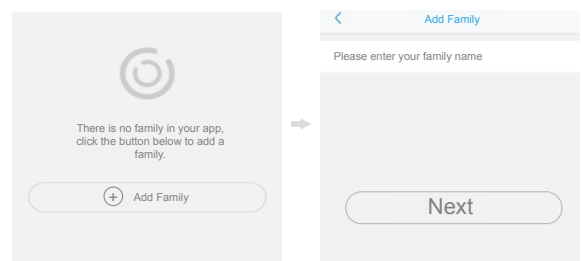 There is no family in your app,
click the button below to add a
family.
Add Family
Add Family
Please enter your family name
Next